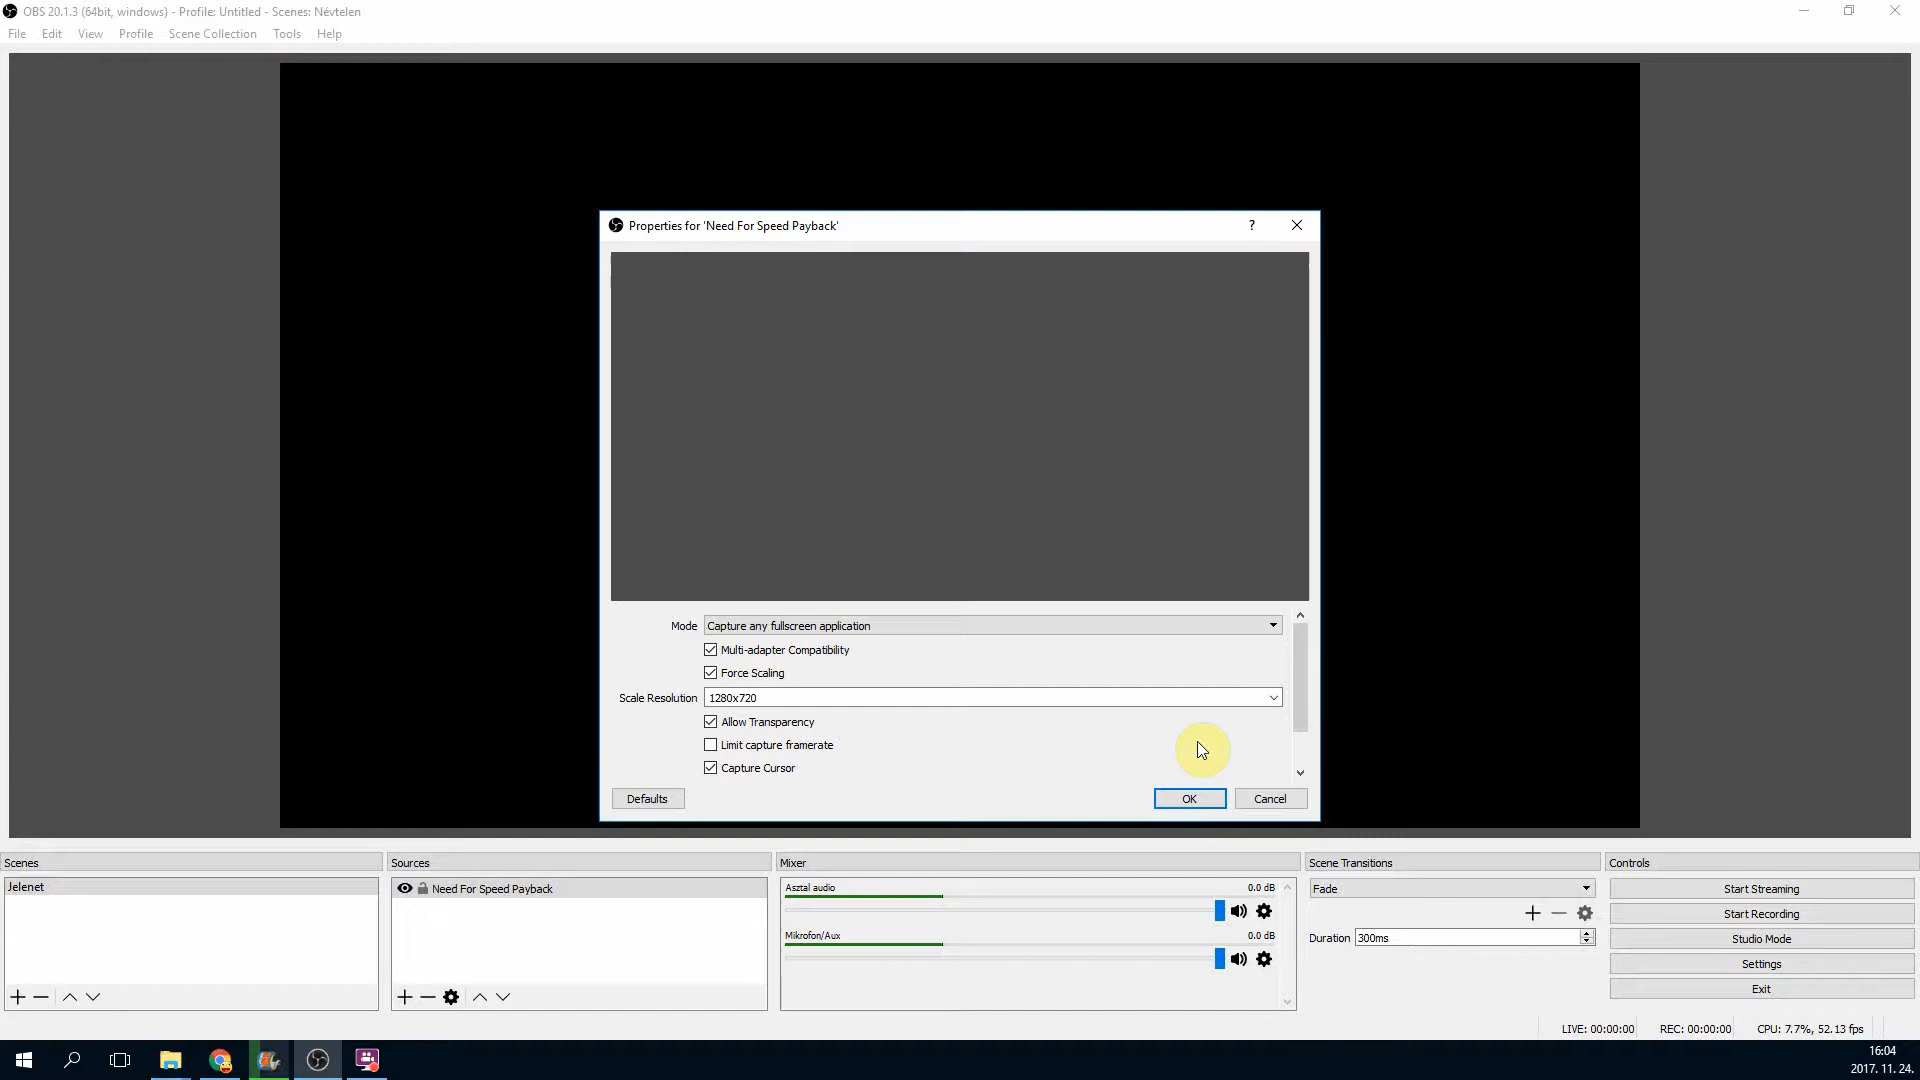 OBS 20.1.3 (64bit, windows) - Profile: Untitled - Scenes: Névtelen
File Edit View Profile Scene Collection Tools Help
Properties for 'Need For Speed Payback'
?
Mode Capture any fullscreen application
Multi-adapter Compatibility
Force Scaling
Scale Resolution 1280x720
Allow Transparency
Limit capture framerate
Capture Cursor
Defaults OK Cancel
Scenes
Jelenet
Sources
Need For Speed Payback
Mixer
Asztal audio 0.0 dB
Mikrofon/Aux 0.0 dB
Scene Transitions
Fade
Duration 300ms
Controls
Start Streaming
Start Recording
Studio Mode
Settings
Exit
LIVE: 00:00:00 REC: 00:00:00 CPU: 7.7%, 52.13 fps
16:04
2017. 11. 24.